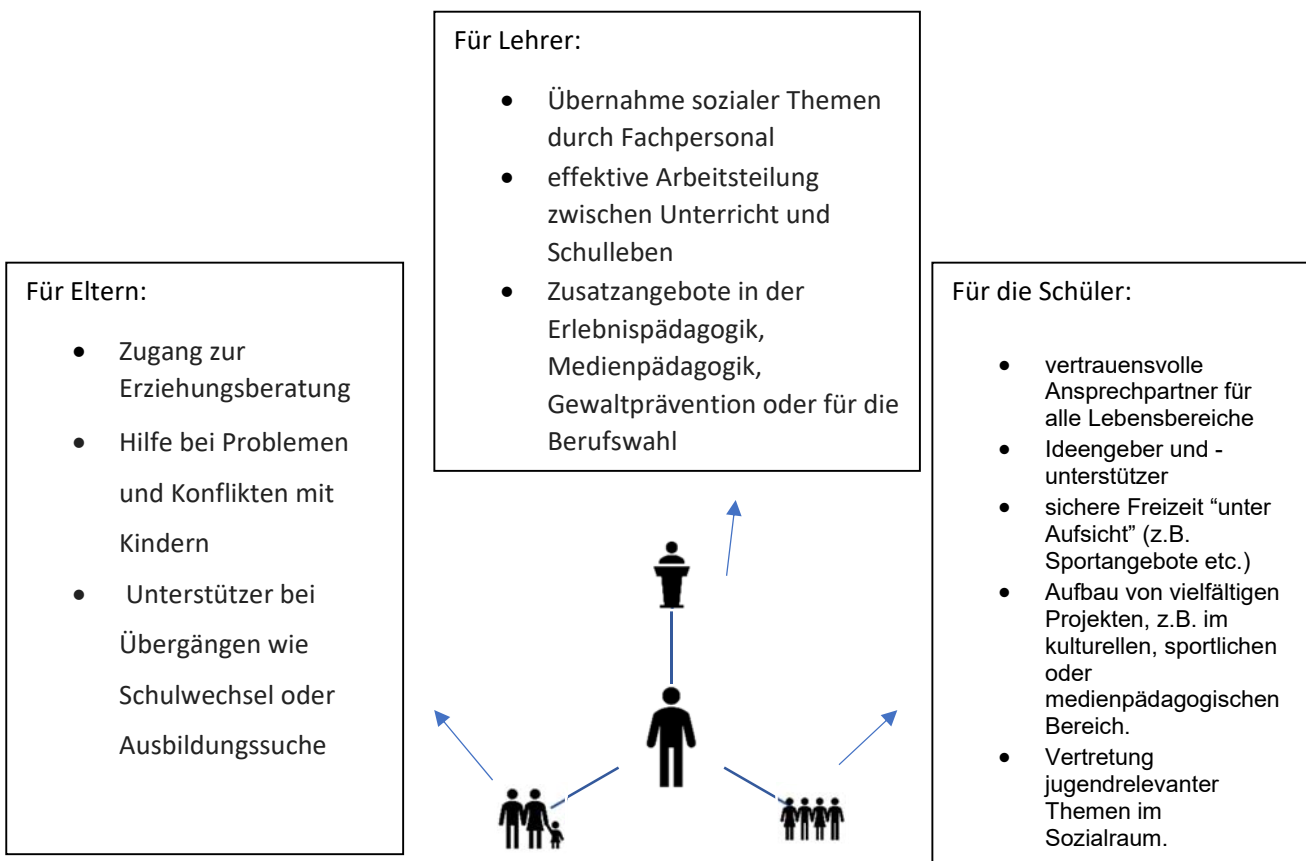 Für Lehrer:
• Übernahme sozialer Themen
durch Fachpersonal
• effektive Arbeitsteilung
zwischen Unterricht und
Schulleben
• Zusatzangebote in der
Erlebnispädagogik,
Medienpädagogik,
Gewaltprävention oder für die
Berufswahl
Für Eltern:
• Zugang zur
Erziehungsberatung
• Hilfe bei Problemen
und Konflikten mit
Kindern
• Unterstützer bei
Übergängen wie
Schulwechsel oder
Ausbildungssuche
Für die Schüler:
• vertrauensvolle
Ansprechpartner für
alle Lebensbereiche
• Ideengeber und -
unterstützer
• sichere Freizeit “unter
Aufsicht” (z.B.
Sportangebote etc.)
• Aufbau von vielfältigen
Projekten, z.B. im
kulturellen, sportlichen
oder
medienpädagogischen
Bereich.
• Vertretung
jugendrelevanter
Themen im
Sozialraum.